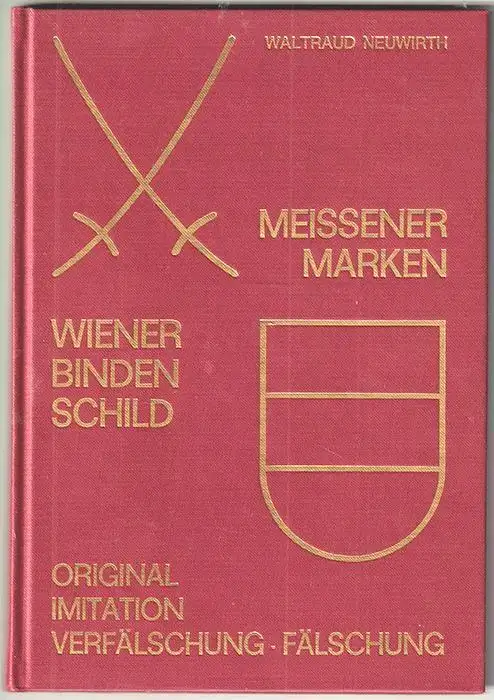 WALTRAUD NEUWIRTH
MEISSENER
MARKEN
WIENER
BINDEN
SCHILD
ORIGINAL
IMITATION
VERFÄLSCHUNG · FÄLSCHUNG